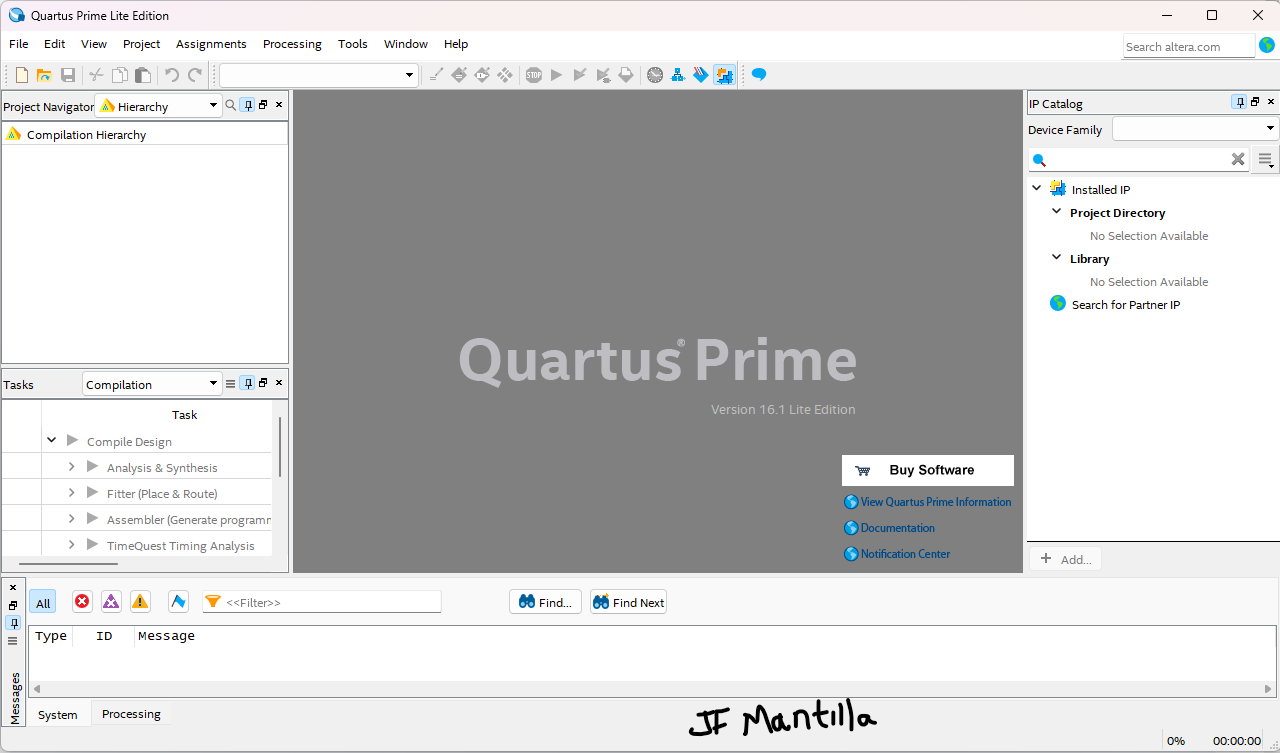 Quartus Prime Lite Edition
File Edit View Project Assignments Processing Tools Window Help
Search altera.com
STOP
Project Navigator Hierarchy
Compilation Hierarchy
Tasks Compilation
Task
Compile Design
Analysis & Synthesis
Fitter (Place & Route)
Assembler (Generate programm
TimeQuest Timing Analysis
Quartus® Prime
Version 16.1 Lite Edition
Buy Software
View Quartus Prime Information
Documentation
Notification Center
IP Catalog
Device Family
Installed IP
Project Directory
No Selection Available
Library
No Selection Available
Search for Partner IP
+ Add...
Messages
All <<Filter>> Find... Find Next
Type ID Message
System Processing
JF Mantilla
0% 00:00:00